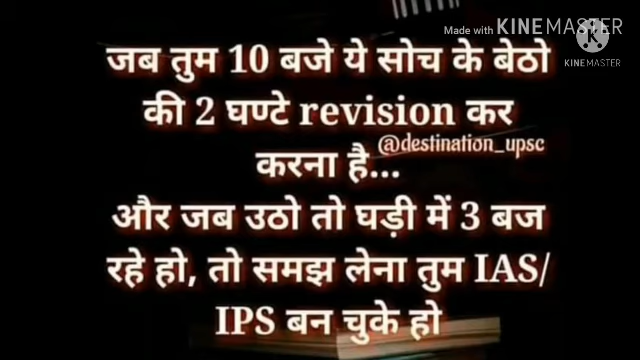 Made with KINEMASTER
KINEMASTER
जब तुम 10 बजे ये सोच के बेठो
की 2 घण्टे revision कर
@destination_upsc
करना है...
और जब उठो तो घड़ी में 3 बज
रहे हो, तो समझ लेना तुम IAS/
IPS बन चुके हो